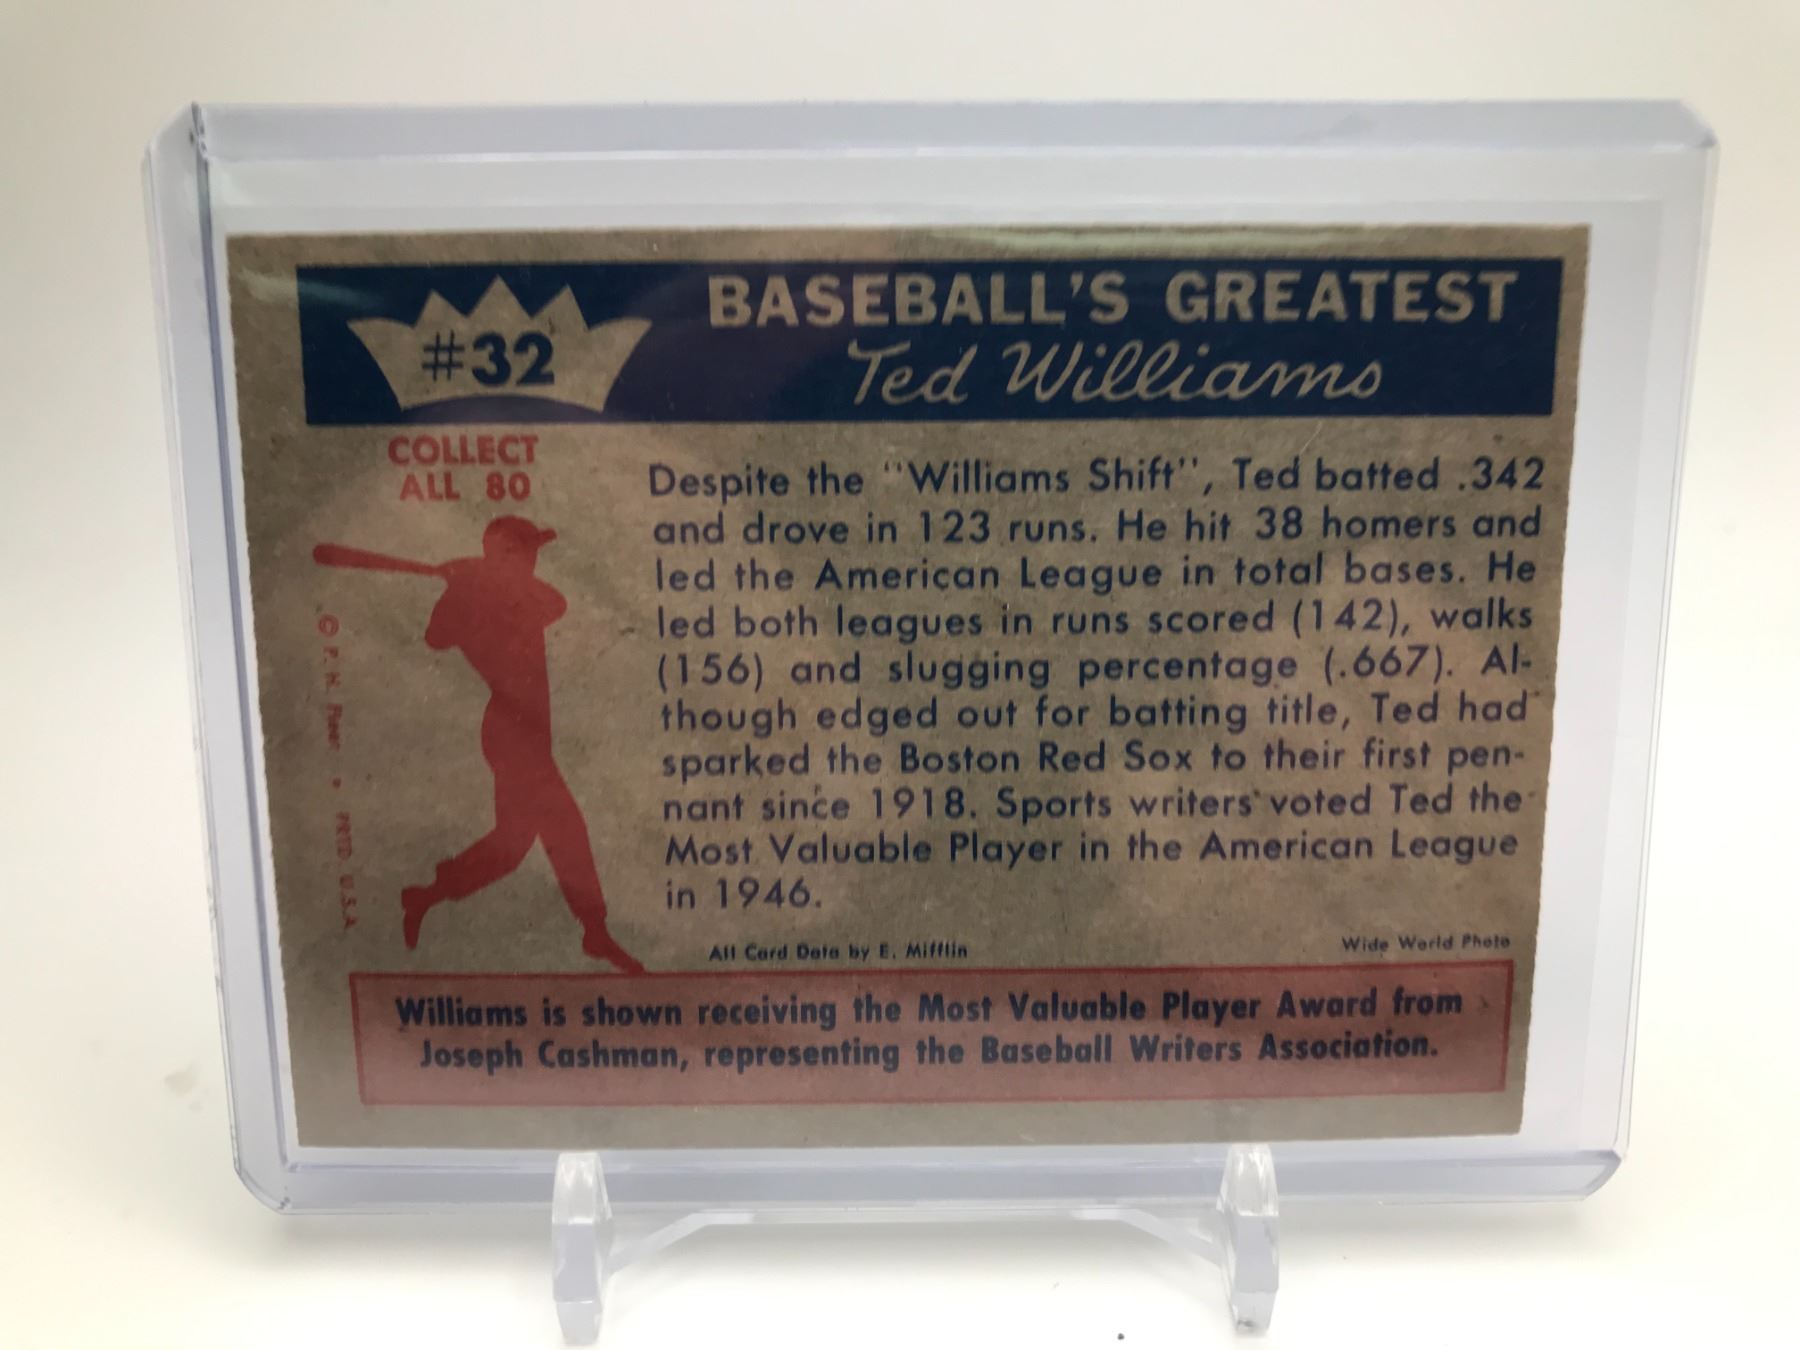 #32
BASEBALL'S GREATEST
Ted Williams
COLLECT
ALL 80
Despite the "Williams Shift", Ted batted .342
and drove in 123 runs. He hit 38 homers and
led the American League in total bases. He
led both leagues in runs scored (142), walks
(156) and slugging percentage (.667). Al-
though edged out for batting title, Ted had
sparked the Boston Red Sox to their first pen-
nant since 1918. Sports writers voted Ted the
Most Valuable Player in the American League
in 1946.
© F. H. Fleer • PRTD. U.S.A.
All Card Data by E. Mifflin
Wide World Photo
Williams is shown receiving the Most Valuable Player Award from
Joseph Cashman, representing the Baseball Writers Association.